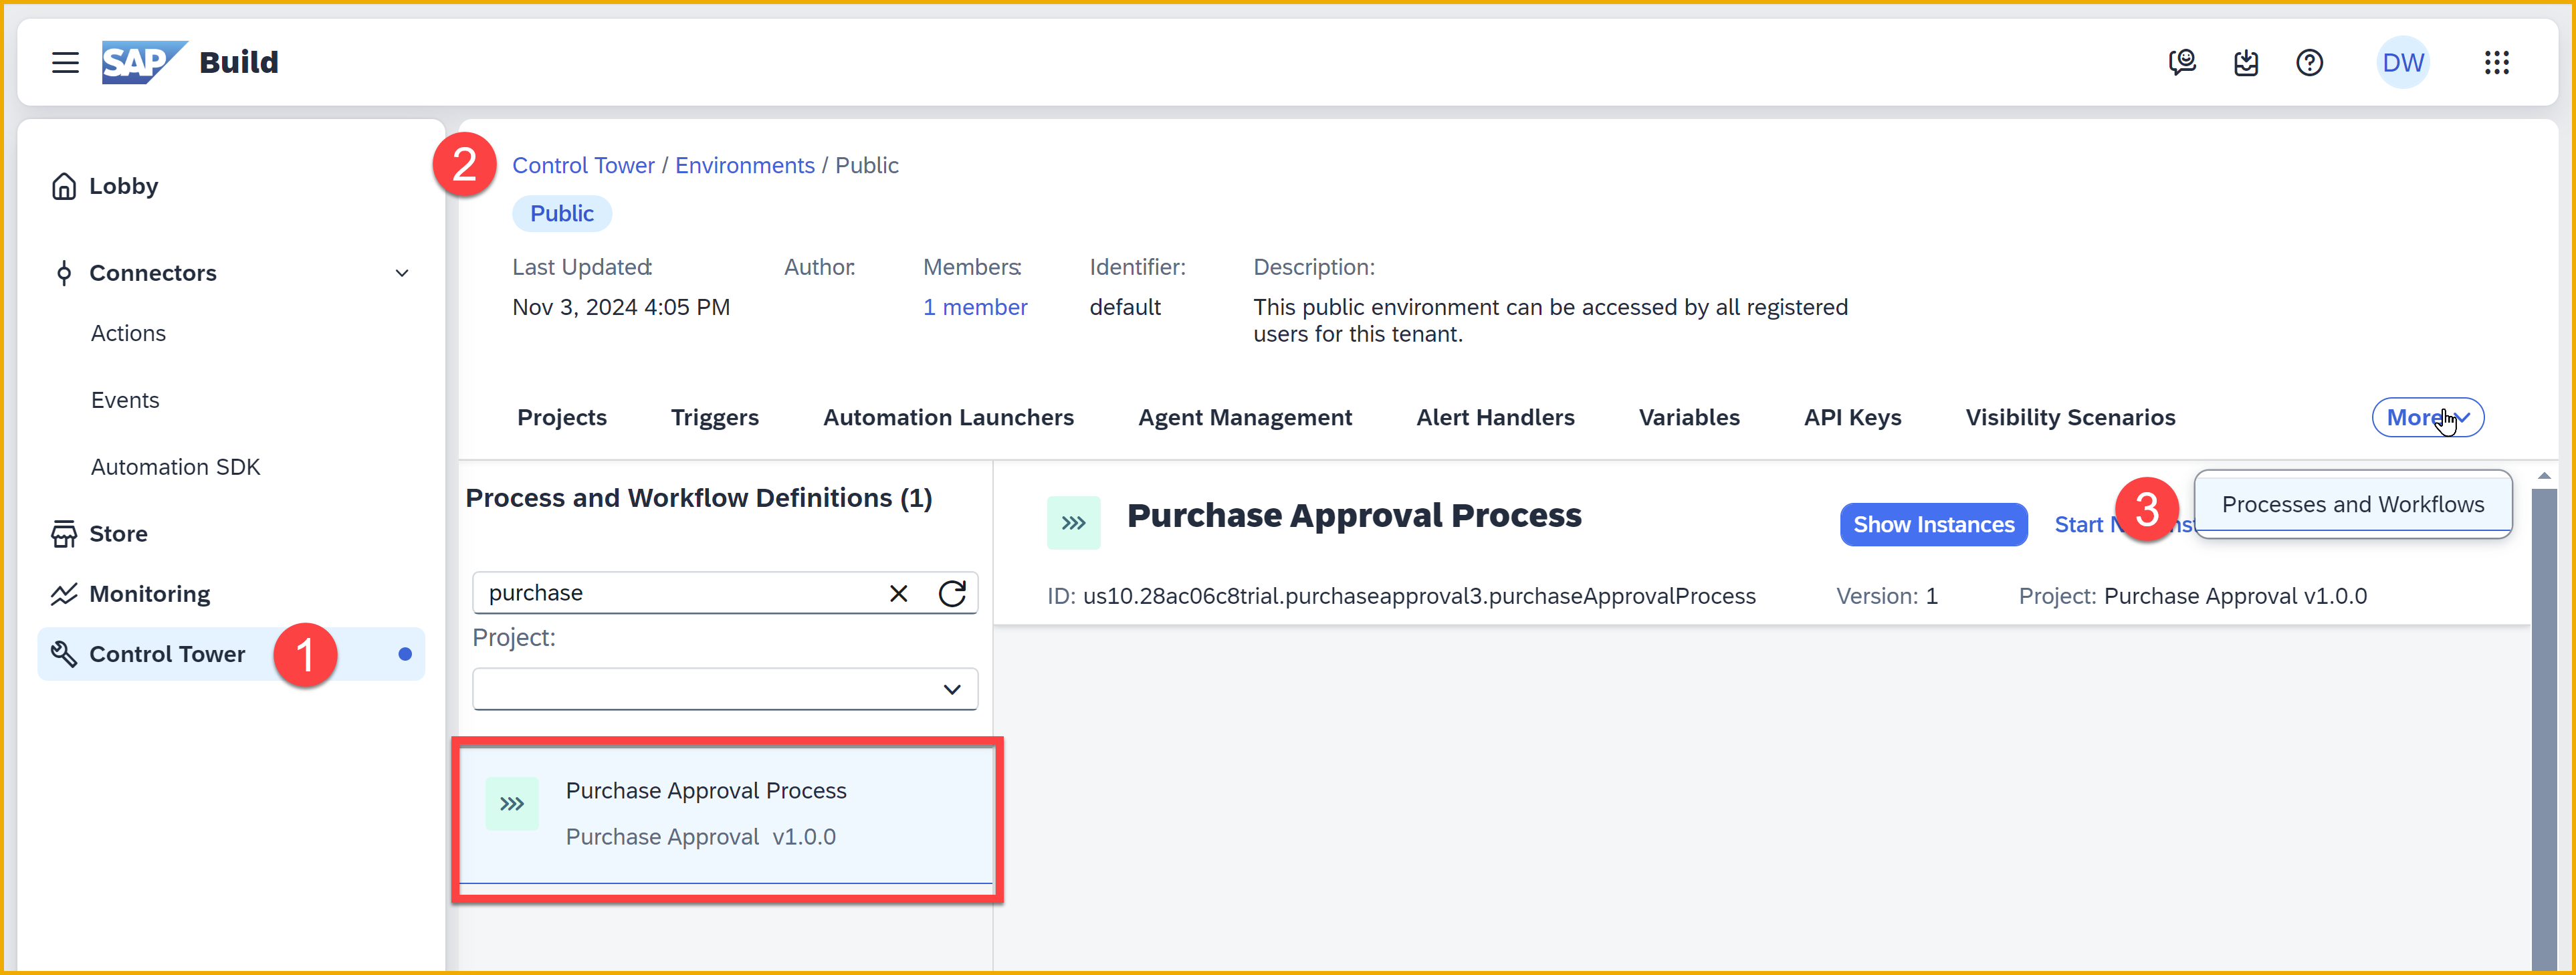 SAP Build
DW
Lobby
Connectors
Actions
Events
Automation SDK
Store
Monitoring
Control Tower
1
2
Control Tower / Environments / Public
Public
Last Updated:
Author:
Members:
Identifier:
Description:
Nov 3, 2024 4:05 PM
1 member
default
This public environment can be accessed by all registered
users for this tenant.
Projects
Triggers
Automation Launchers
Agent Management
Alert Handlers
Variables
API Keys
Visibility Scenarios
More
Process and Workflow Definitions (1)
purchase
Project:
Purchase Approval Process
Purchase Approval v1.0.0
Purchase Approval Process
Show Instances
Start
3
Processes and Workflows
ID: us10.28ac06c8trial.purchaseapproval3.purchaseApprovalProcess
Version: 1
Project: Purchase Approval v1.0.0